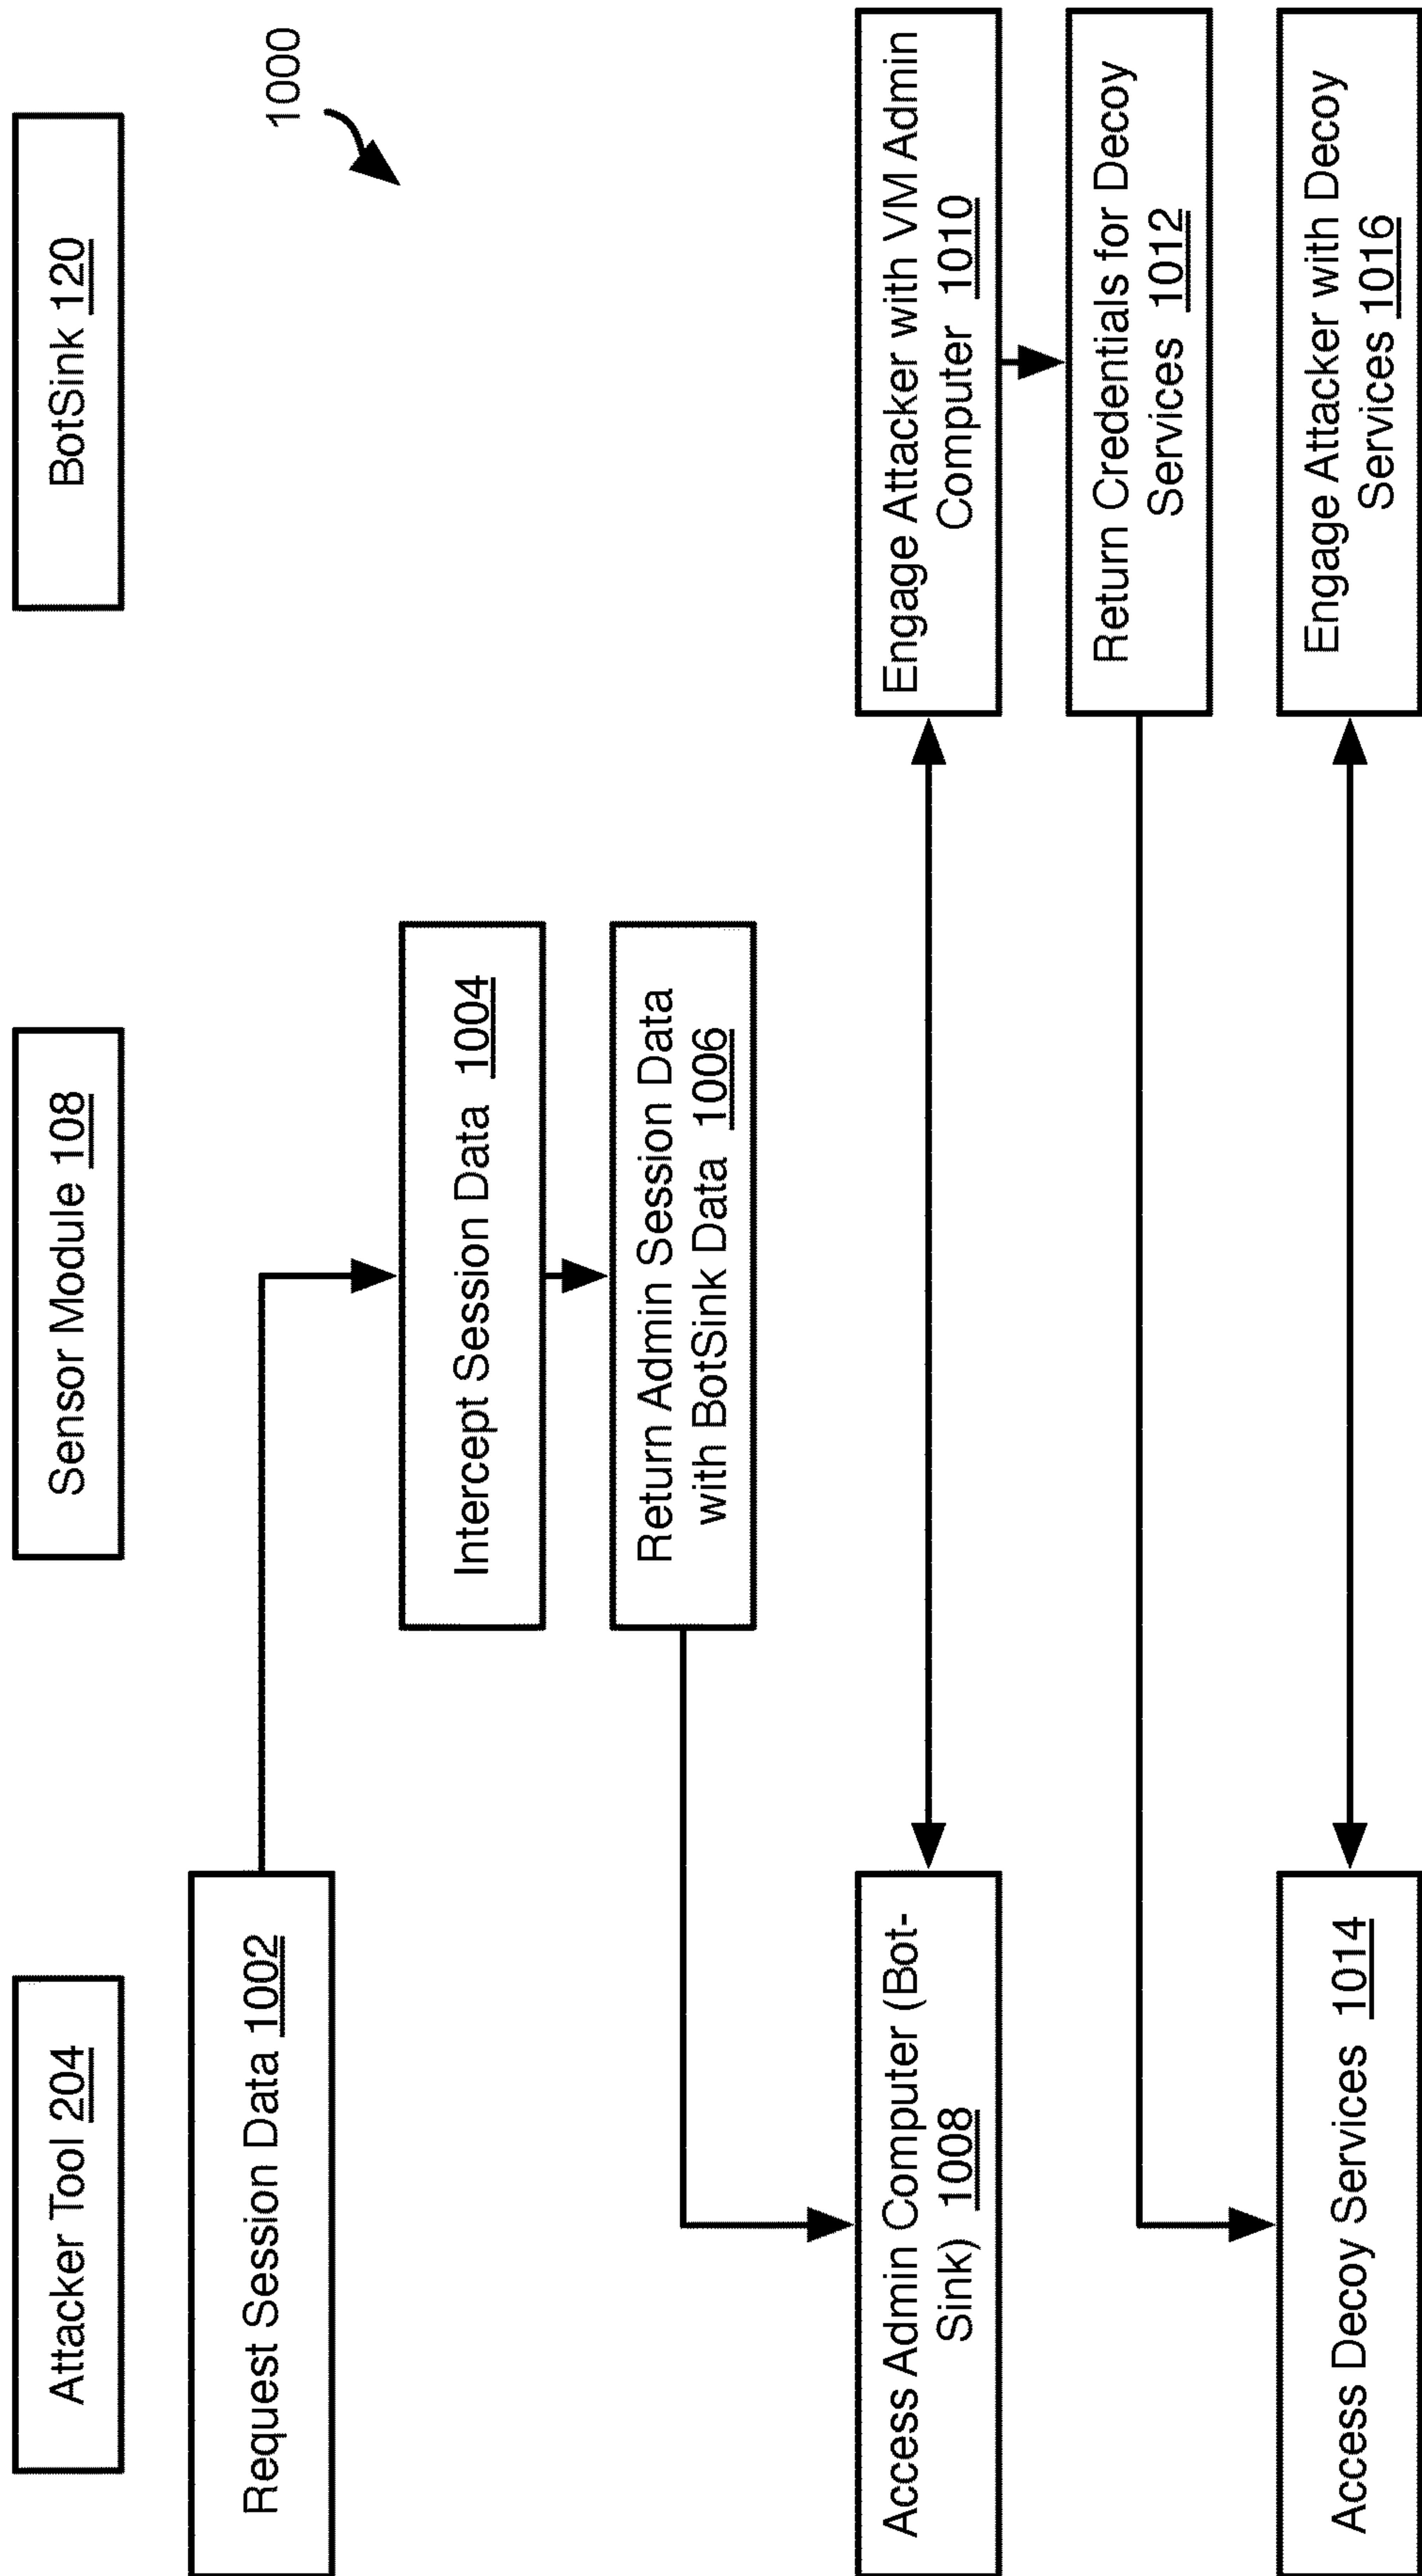 Attacker Tool 204
Sensor Module 108
BotSink 120
1000
Request Session Data 1002
Intercept Session Data 1004
Return Admin Session Data
with BotSink Data 1006
Access Admin Computer (Bot-
Sink) 1008
Engage Attacker with VM Admin
Computer 1010
Return Credentials for Decoy
Services 1012
Access Decoy Services 1014
Engage Attacker with Decoy
Services 1016